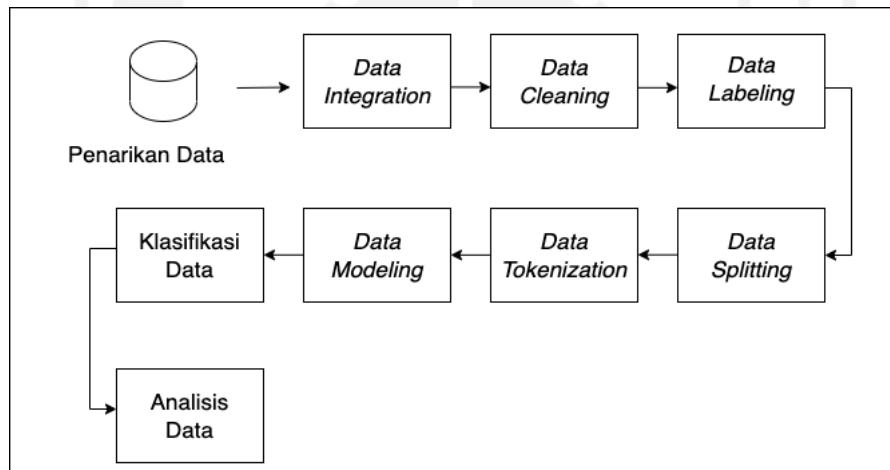 Penarikan Data
Data
Integration
Data
Cleaning
Data
Labeling
Data
Splitting
Data
Tokenization
Data
Modeling
Klasifikasi
Data
Analisis
Data